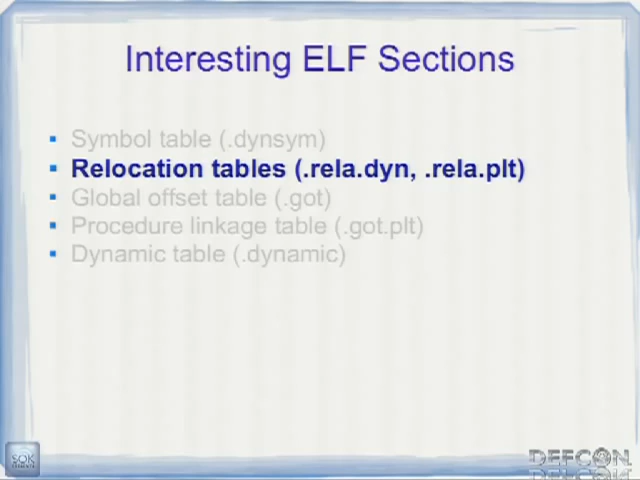 Interesting ELF Sections
Symbol table (.dynsym)
Relocation tables (.rela.dyn, .rela.plt)
Global offset table (.got)
Procedure linkage table (.got.plt)
Dynamic table (.dynamic)
SOK
DEFCON